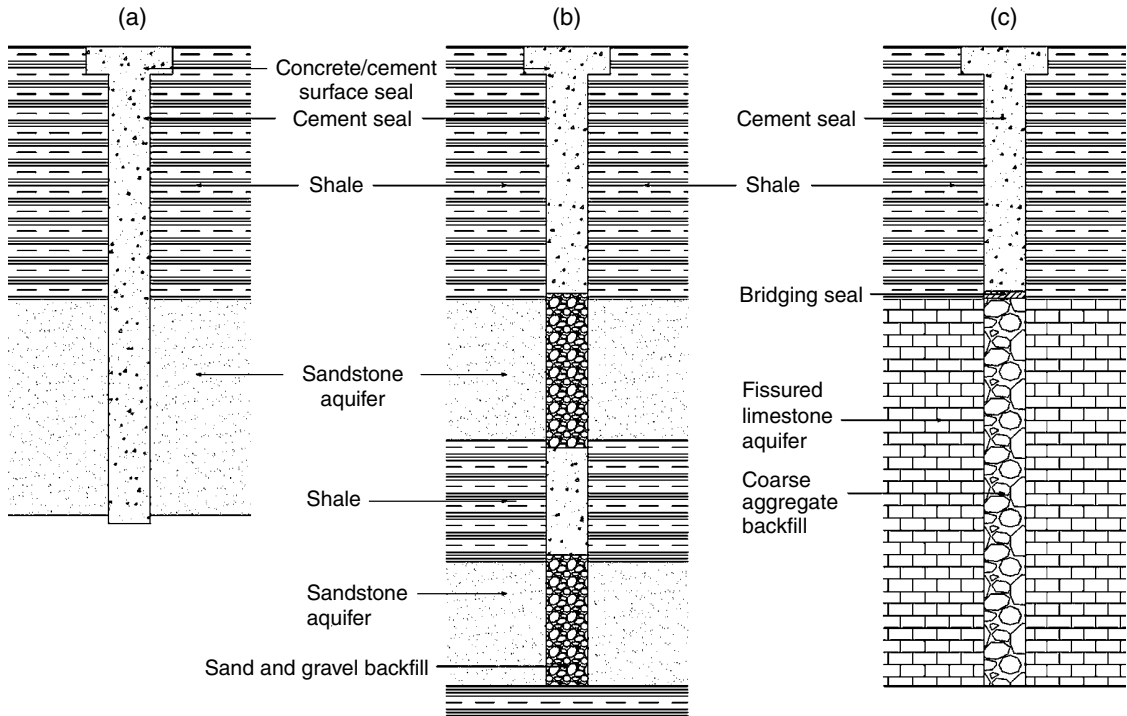 (a)
(b)
(c)
Concrete/cement
surface seal
Cement seal
Cement seal
Shale
Shale
Bridging seal
Sandstone
aquifer
Fissured
limestone
aquifer
Shale
Coarse
aggregate
backfill
Sandstone
aquifer
Sand and gravel backfill